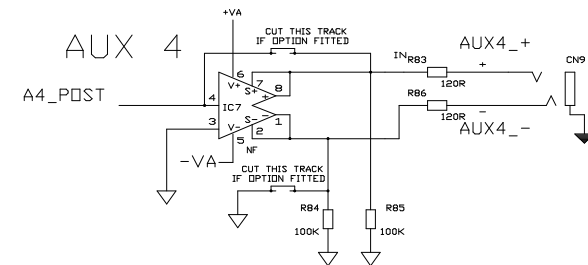 +VA
CUT THIS TRACK
IF OPTION FITTED
AUX 4
IN
R83
AUX4_+
CN9
6
7
V+
S+
+
8
+
120R
A4_POST
4
IC7
R86
3
S-
-
1
V-
2
-
120R
5
AUX4_-
-VA
NF
CUT THIS TRACK
IF OPTION FITTED
R84
R85
100K
100K